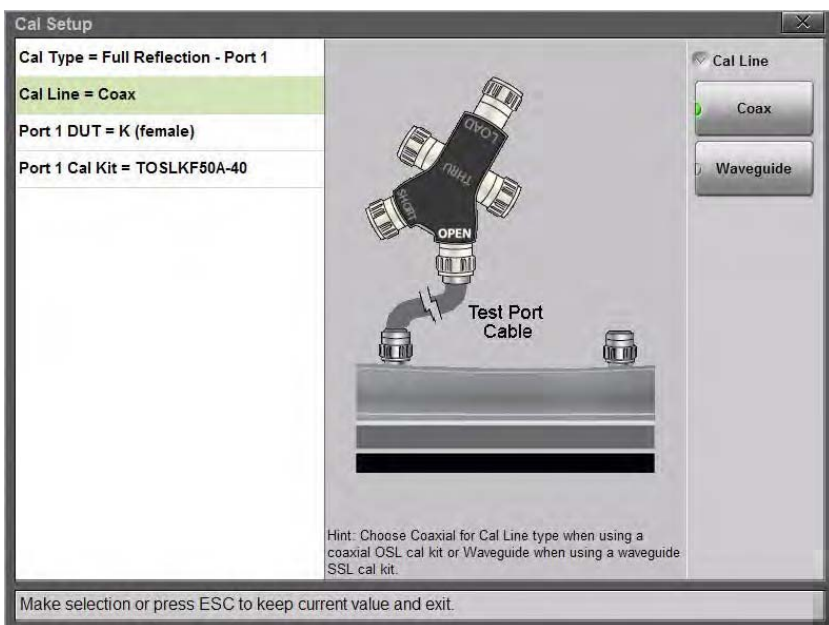 Cal Setup
Cal Type = Full Reflection - Port 1
Cal Line = Coax
Port 1 DUT = K (female)
Port 1 Cal Kit = TOSLKF50A-40
LOAD
THRU
SHORT
OPEN
Test Port
Cable
Hint: Choose Coaxial for Cal Line type when using a
coaxial OSL cal kit or Waveguide when using a waveguide
SSL cal kit.
Cal Line
Coax
Waveguide
Make selection or press ESC to keep current value and exit.